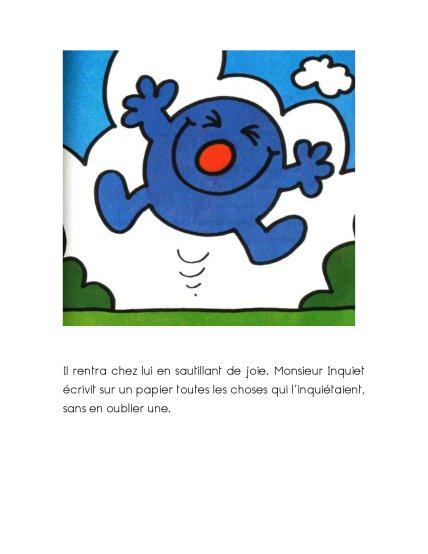 Il rentra chez lui en sautillant de joie. Monsieur Inquiet
écrivit sur un papier toutes les choses qui l'inquiétaient,
sans en oublier une.